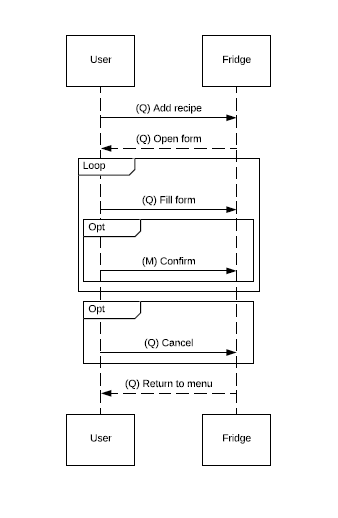 User
Fridge
(Q) Add recipe
(Q) Open form
Loop
(Q) Fill form
Opt
(M) Confirm
Opt
(Q) Cancel
(Q) Return to menu
User
Fridge